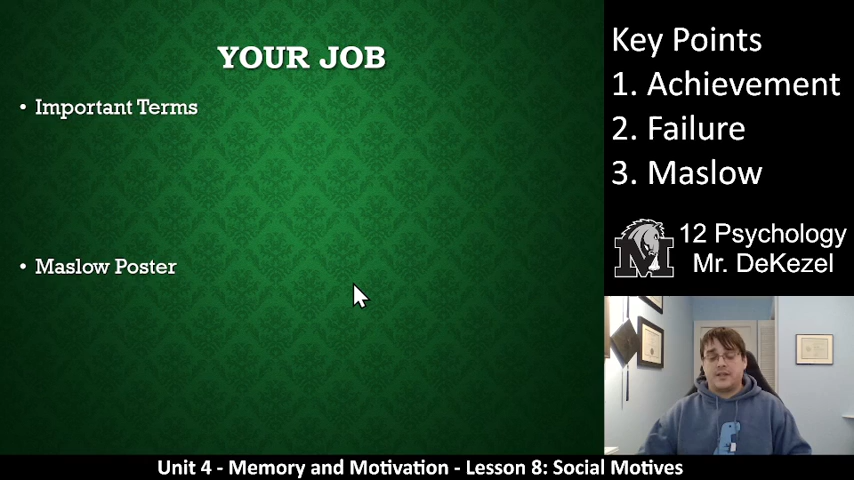 YOUR JOB
• Important Terms
• Maslow Poster
Key Points
1. Achievement
2. Failure
3. Maslow
M
12 Psychology
Mr. DeKezel
Unit 4 - Memory and Motivation - Lesson 8: Social Motives